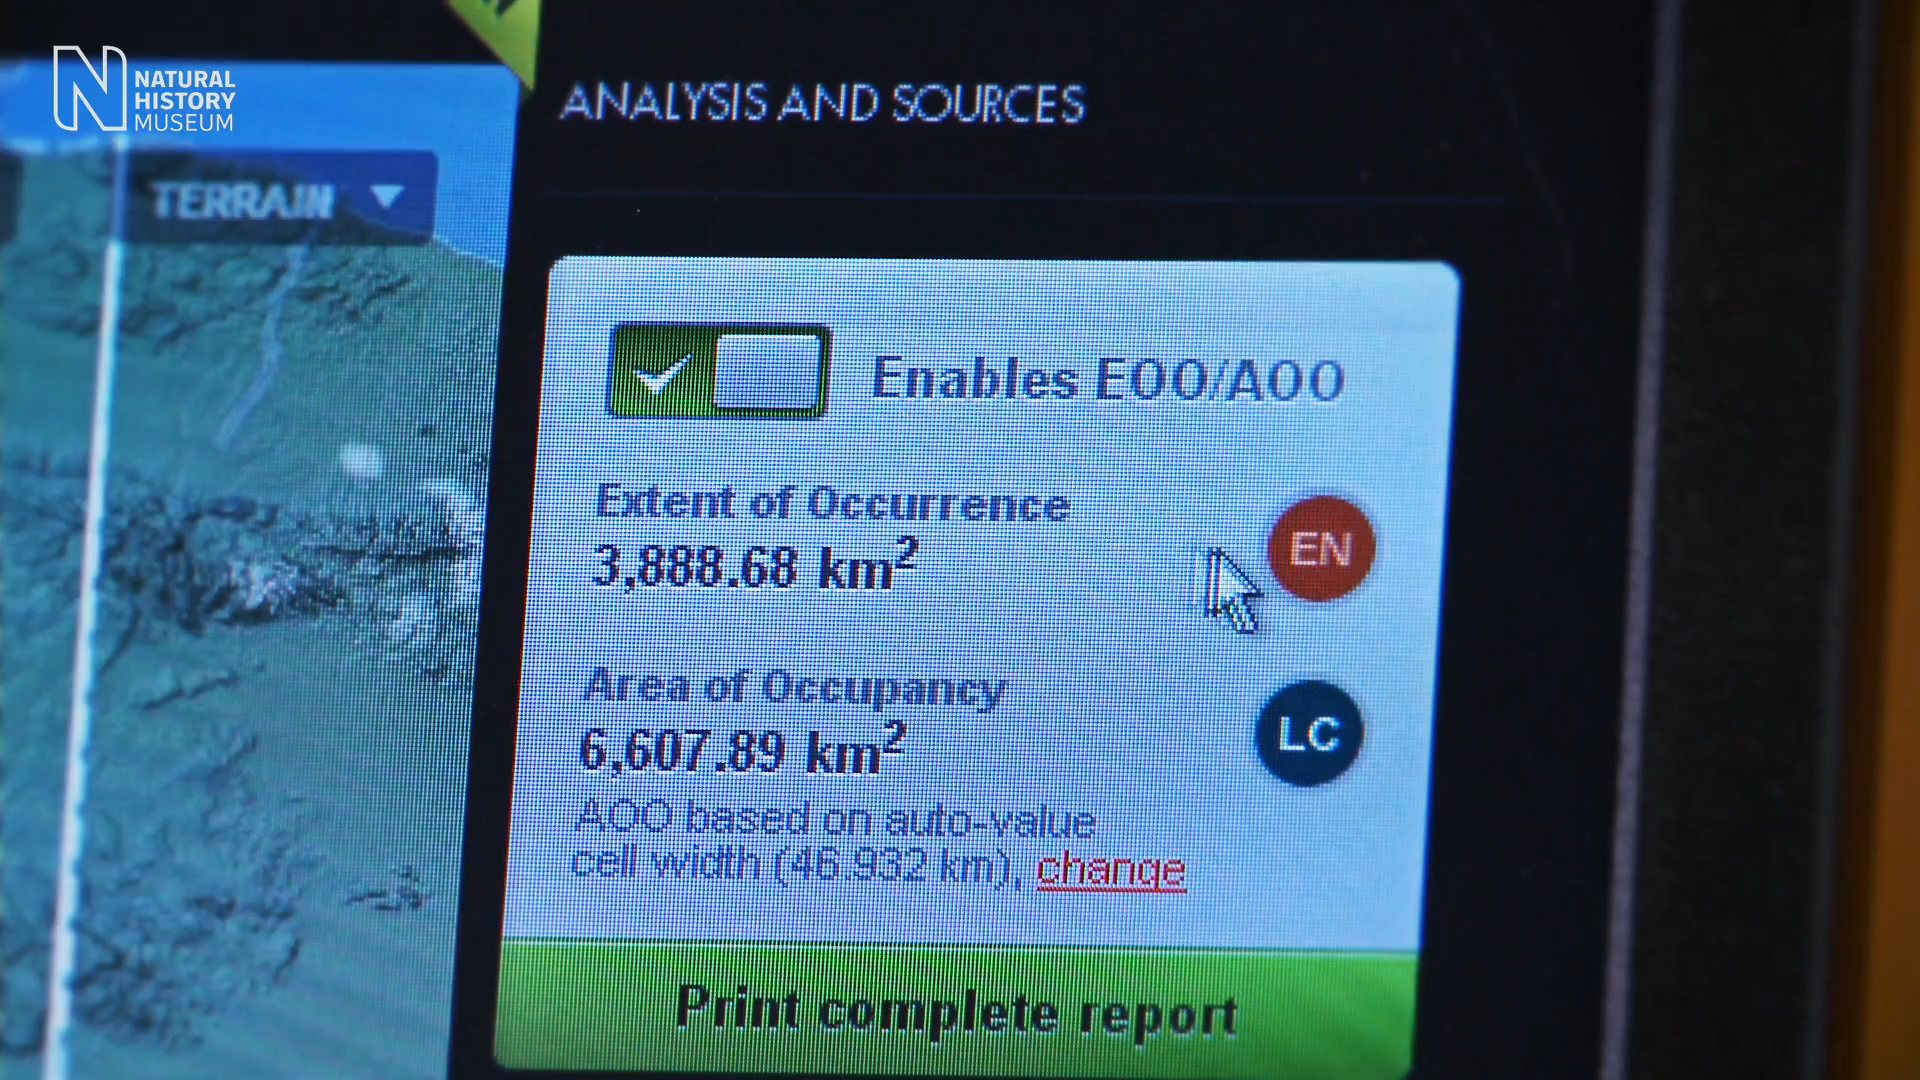 NATURAL
HISTORY
MUSEUM
ANALYSIS AND SOURCES
TERRAIN
Enables EOO/AOO
Extent of Occurrence
3,888.68 km²
EN
Area of Occupancy
6,607.89 km²
LC
AOO based on auto-value
cell width (46.932 km), change
Print complete report